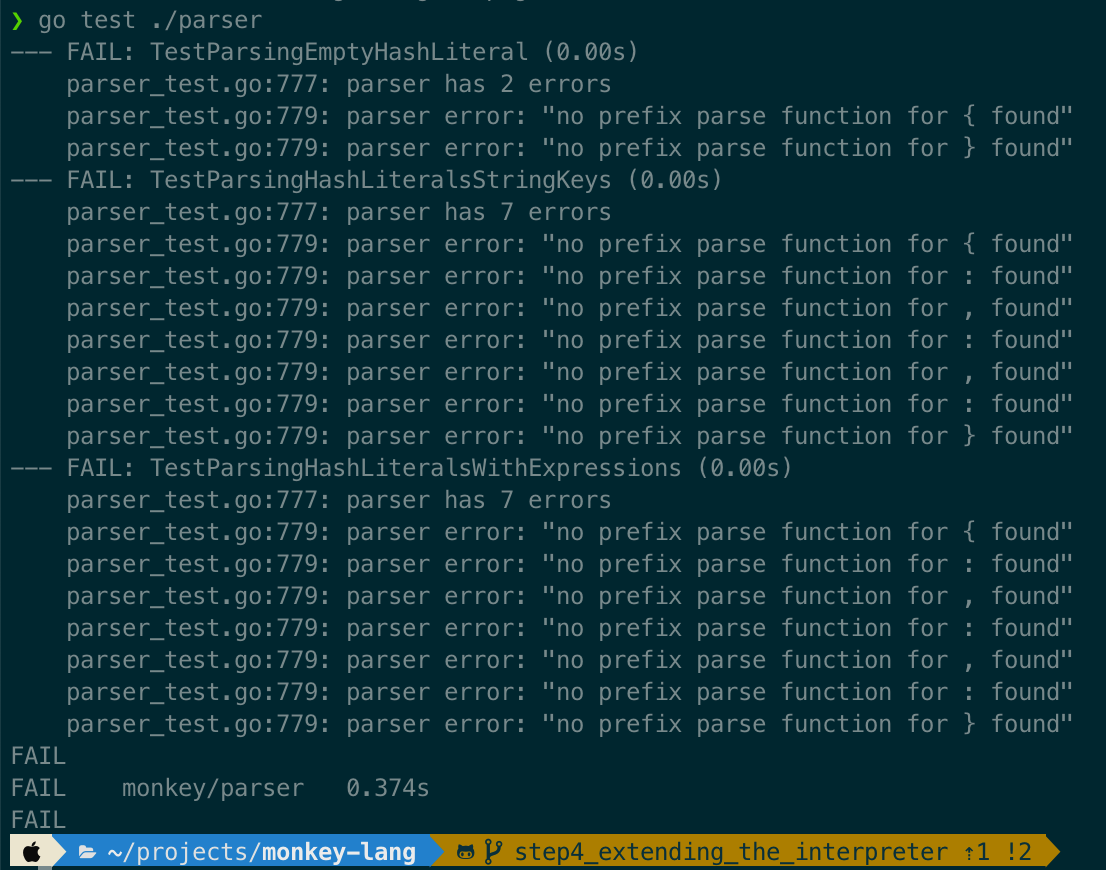 ❯ go test ./parser
--- FAIL: TestParsingEmptyHashLiteral (0.00s)
    parser_test.go:777: parser has 2 errors
    parser_test.go:779: parser error: "no prefix parse function for { found"
    parser_test.go:779: parser error: "no prefix parse function for } found"
--- FAIL: TestParsingHashLiteralsStringKeys (0.00s)
    parser_test.go:777: parser has 7 errors
    parser_test.go:779: parser error: "no prefix parse function for { found"
    parser_test.go:779: parser error: "no prefix parse function for : found"
    parser_test.go:779: parser error: "no prefix parse function for , found"
    parser_test.go:779: parser error: "no prefix parse function for : found"
    parser_test.go:779: parser error: "no prefix parse function for , found"
    parser_test.go:779: parser error: "no prefix parse function for : found"
    parser_test.go:779: parser error: "no prefix parse function for } found"
--- FAIL: TestParsingHashLiteralsWithExpressions (0.00s)
    parser_test.go:777: parser has 7 errors
    parser_test.go:779: parser error: "no prefix parse function for { found"
    parser_test.go:779: parser error: "no prefix parse function for : found"
    parser_test.go:779: parser error: "no prefix parse function for , found"
    parser_test.go:779: parser error: "no prefix parse function for : found"
    parser_test.go:779: parser error: "no prefix parse function for , found"
    parser_test.go:779: parser error: "no prefix parse function for : found"
    parser_test.go:779: parser error: "no prefix parse function for } found"
FAIL
FAIL    monkey/parser   0.374s
FAIL
~/projects/monkey-lang step4_extending_the_interpreter ⇡1 !2